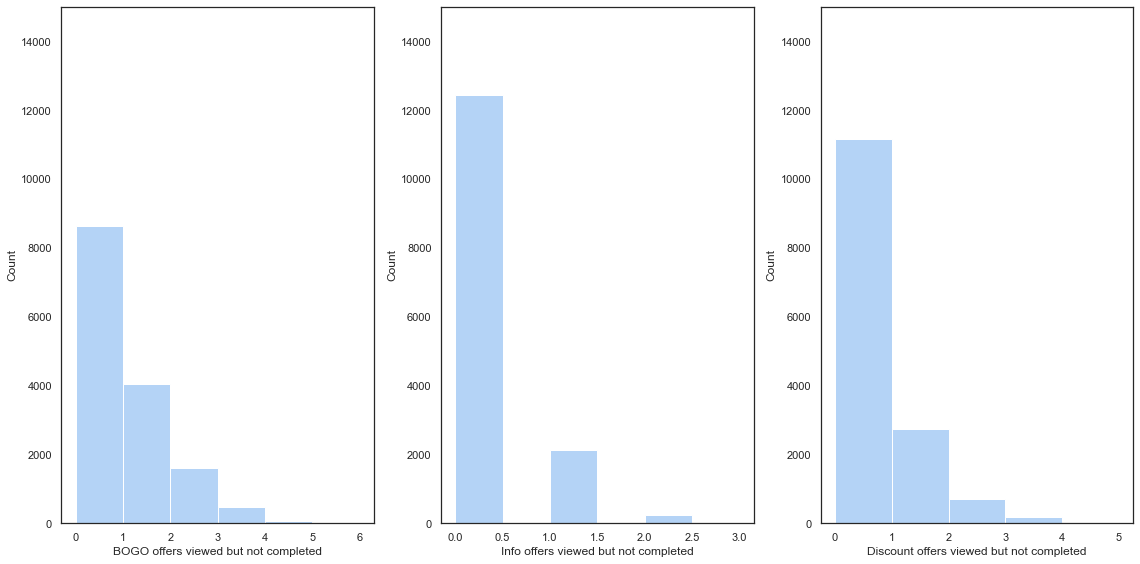 14000
12000
10000
8000
6000
4000
2000
0
Count
0 1 2 3 4 5 6
BOGO offers viewed but not completed
14000
12000
10000
8000
6000
4000
2000
0
Count
0.0 0.5 1.0 1.5 2.0 2.5 3.0
Info offers viewed but not completed
14000
12000
10000
8000
6000
4000
2000
0
Count
0 1 2 3 4 5
Discount offers viewed but not completed